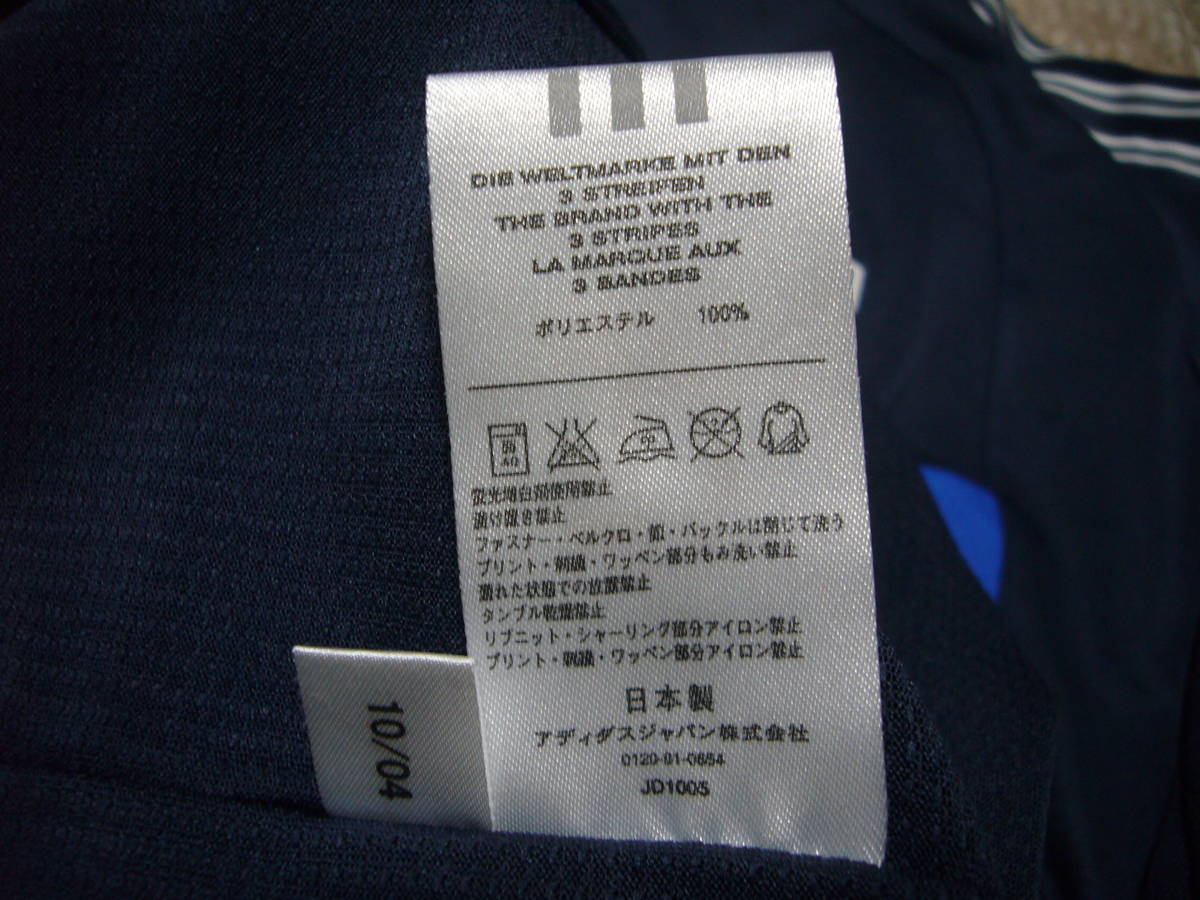 DIE WELTMARKE MIT DEN
3 STREIFEN
THE BRAND WITH THE
3 STRIPES
LA MARQUE AUX
3 BANDES
ポリエステル 100%
40
蛍光増白剤使用禁止
漬け置き禁止
ファスナー・ベルクロ・釦・バックルは閉じて洗う
プリント・刺繍・ワッペン部分もみ洗い禁止
濡れた状態での放置禁止
タンブル乾燥禁止
リブニット・シャーリング部分アイロン禁止
プリント・刺繍・ワッペン部分アイロン禁止
日本製
アディダスジャパン株式会社
0120-81-0654
JD1005
10/04